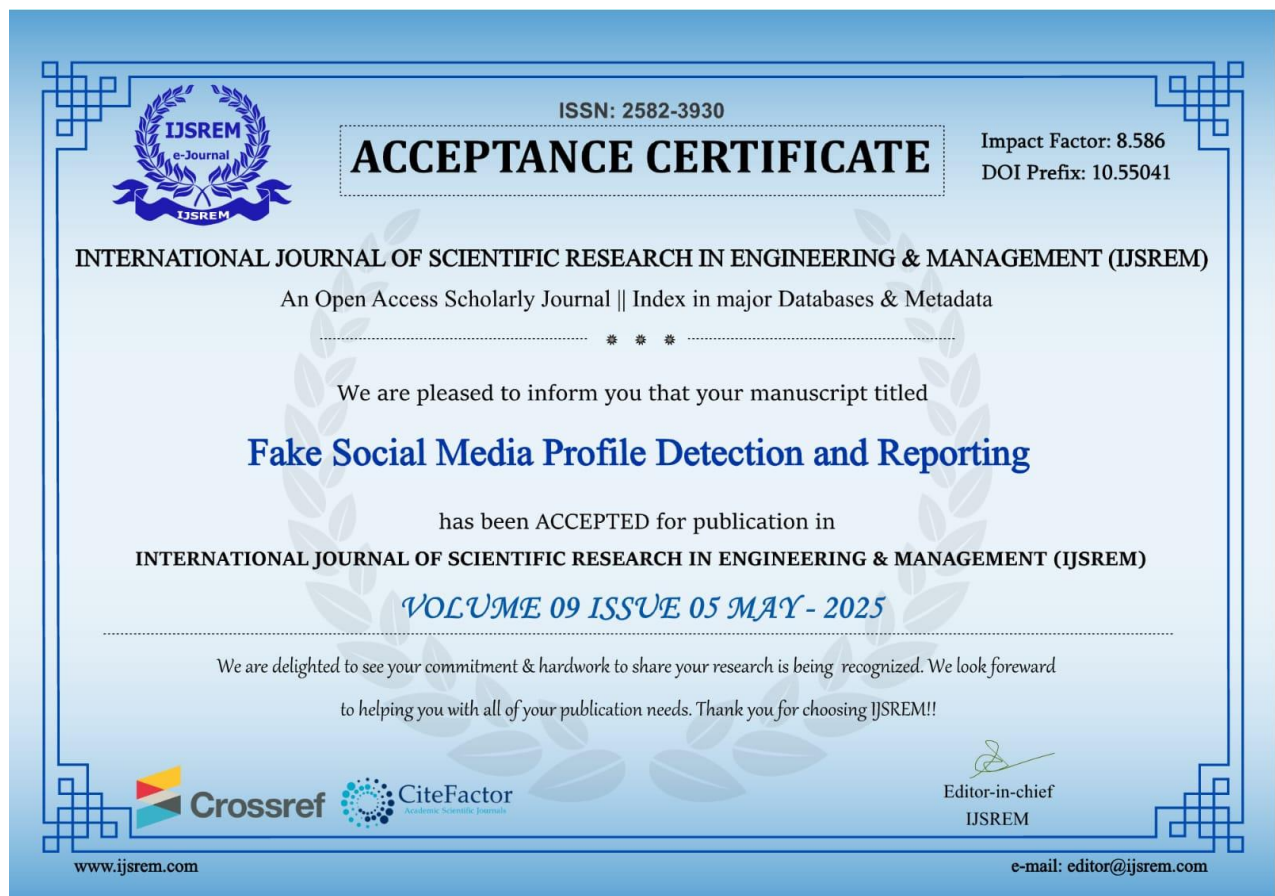 IJSREM
e-Journal
IJSREM
ISSN: 2582-3930
ACCEPTANCE CERTIFICATE
Impact Factor: 8.586
DOI Prefix: 10.55041
INTERNATIONAL JOURNAL OF SCIENTIFIC RESEARCH IN ENGINEERING & MANAGEMENT (IJSREM)
An Open Access Scholarly Journal || Index in major Databases & Metadata
We are pleased to inform you that your manuscript titled
Fake Social Media Profile Detection and Reporting
has been ACCEPTED for publication in
INTERNATIONAL JOURNAL OF SCIENTIFIC RESEARCH IN ENGINEERING & MANAGEMENT (IJSREM)
VOLUME 09 ISSUE 05 MAY - 2025
We are delighted to see your commitment & hardwork to share your research is being recognized. We look foreward
to helping you with all of your publication needs. Thank you for choosing IJSREM!!
Crossref
CiteFactor
Academic Scientific Journals
Editor-in-chief
IJSREM
www.ijsrem.com
e-mail: editor@ijsrem.com